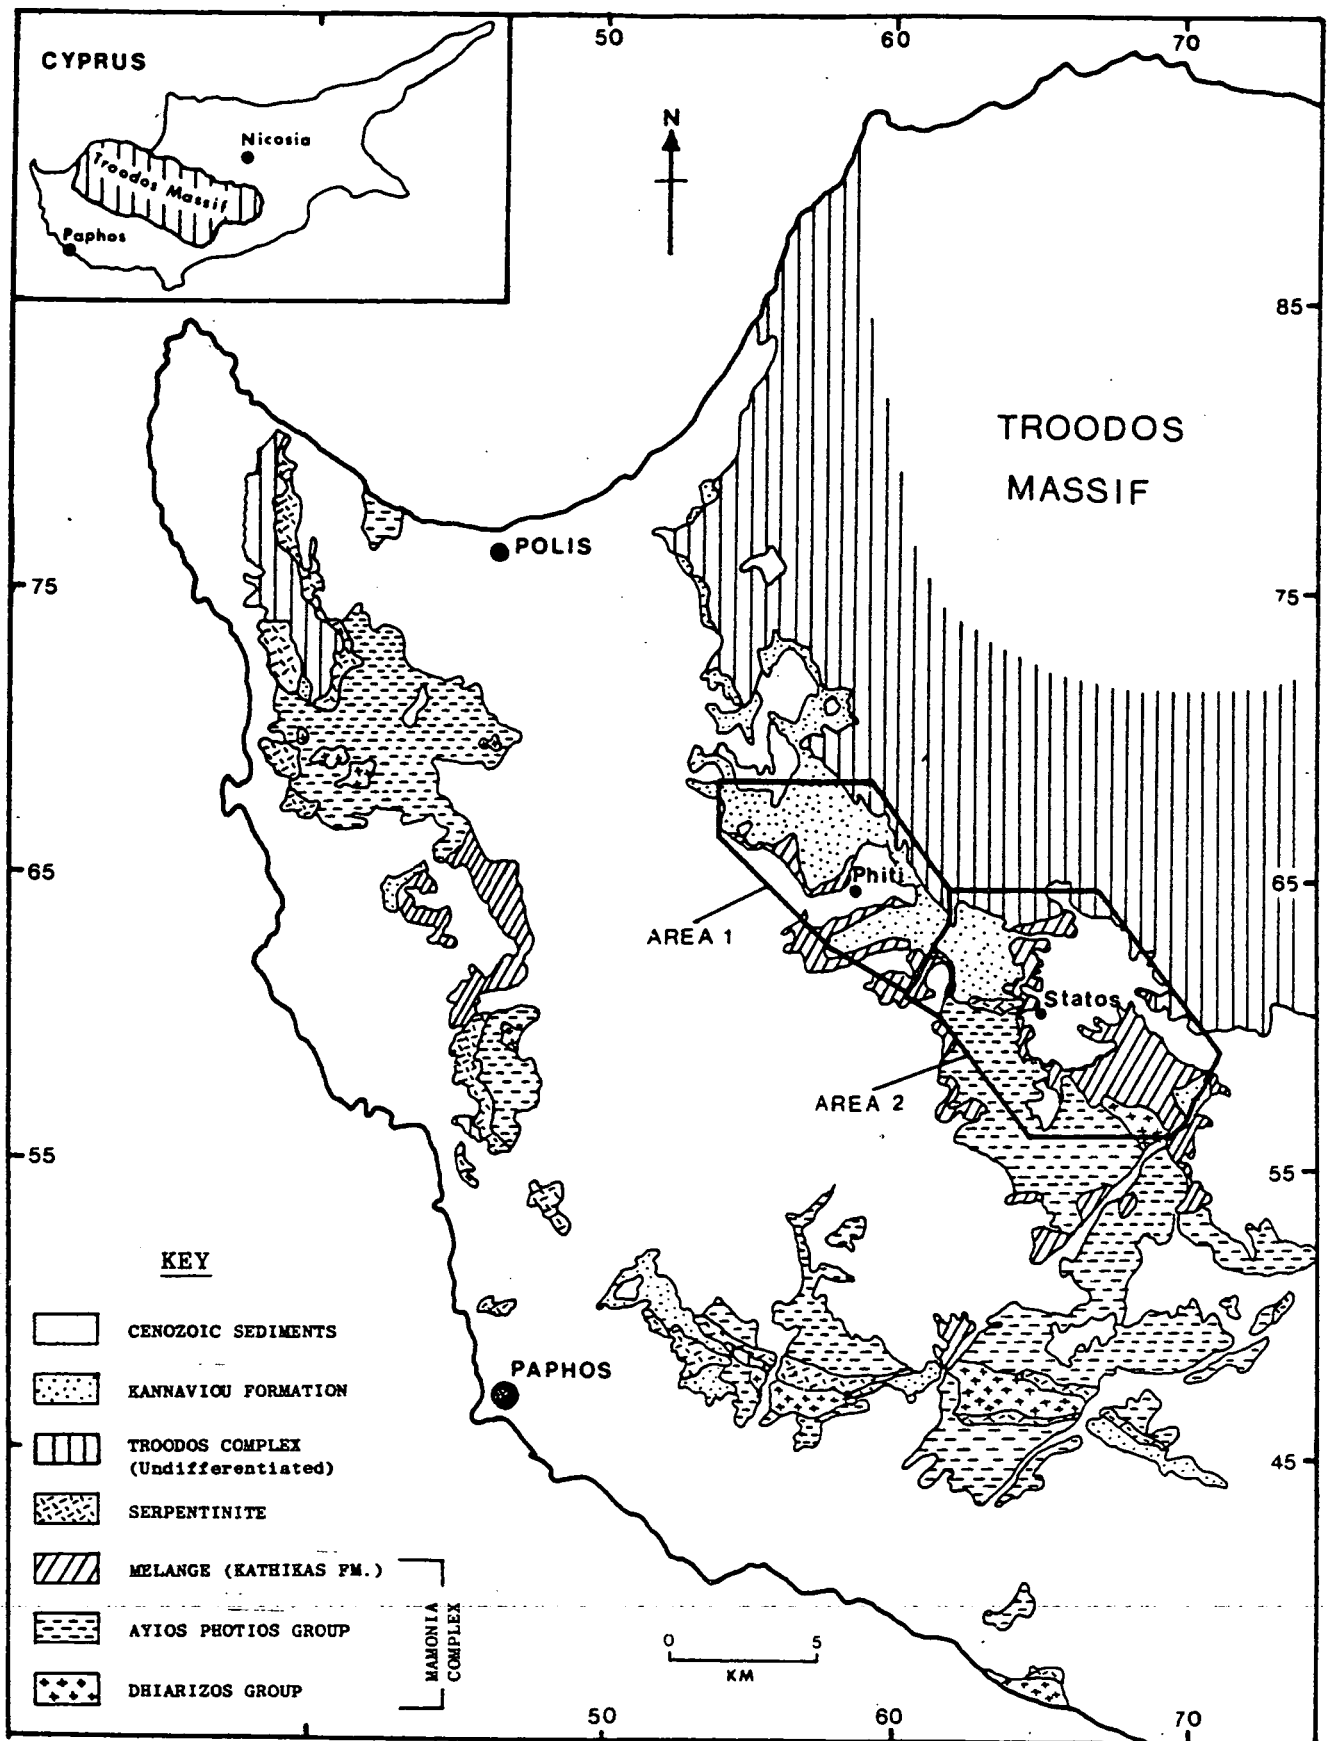 50
60
70
CYPRUS
Nicosia
Troodos Massif
Paphos
N
85
TROODOS
MASSIF
POLIS
75
75
65
Phiti
65
AREA 1
Statos
AREA 2
55
55
KEY
CENOZOIC SEDIMENTS
PAPHOS
KANNAVIOU FORMATION
TROODOS COMPLEX
(Undifferentiated)
45
SERPENTINITE
MELANGE (KATHIKAS FM.)
AYIOS PHOTIOS GROUP
MAMONIA
COMPLEX
0 5
KM
DHIARIZOS GROUP
50
60
70